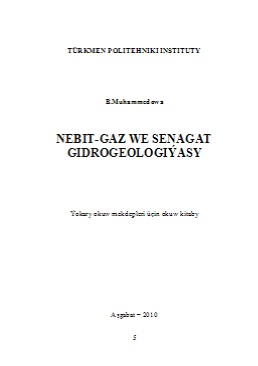 TÜRKMEN POLITEHNIKI INSTITUTY
B.Muhammedowa
NEBIT-GAZ WE SENAGAT
GIDROGEOLOGIÝASY
Ýokary okuw mekdepleri üçin okuw kitaby
Aşgabat – 2010
5